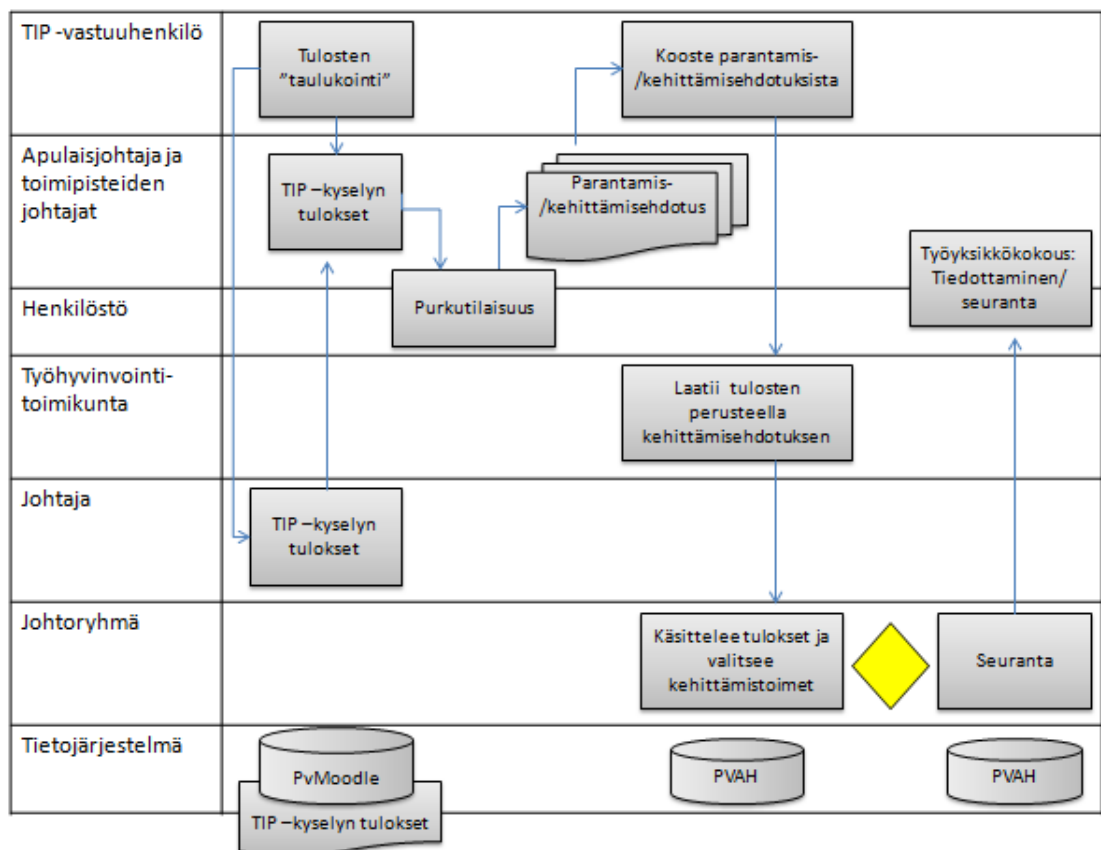 TIP -vastuuhenkilö
Tulosten
”taulukointi”
Kooste parantamis-
/kehittämisehdotuksista
Apulaisjohtaja ja
toimipisteiden
johtajat
TIP –kyselyn
tulokset
Parantamis-
/kehittämisehdotus
Työyksikkökokous:
Tiedottaminen/
seuranta
Henkilöstö
Purkutilaisuus
Työhyvinvointi-
toimikunta
Laatii tulosten
perusteella
kehittämisehdotuksen
Johtaja
TIP –kyselyn
tulokset
Johtoryhmä
Käsittelee tulokset ja
valitsee
kehittämistoimet
Seuranta
Tietojärjestelmä
PvMoodle
TIP –kyselyn tulokset
PVAH
PVAH